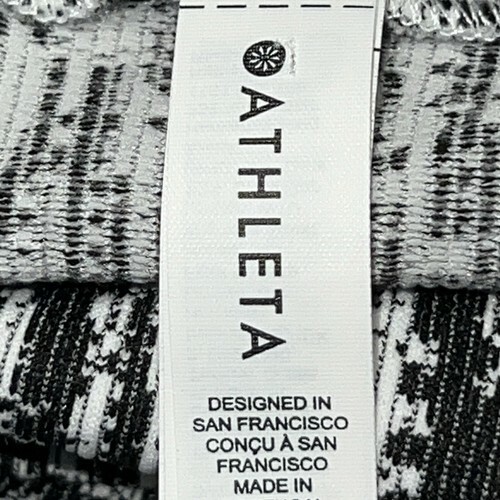 ATHLETA
DESIGNED IN
SAN FRANCISCO
CONÇU À SAN
FRANCISCO
MADE IN